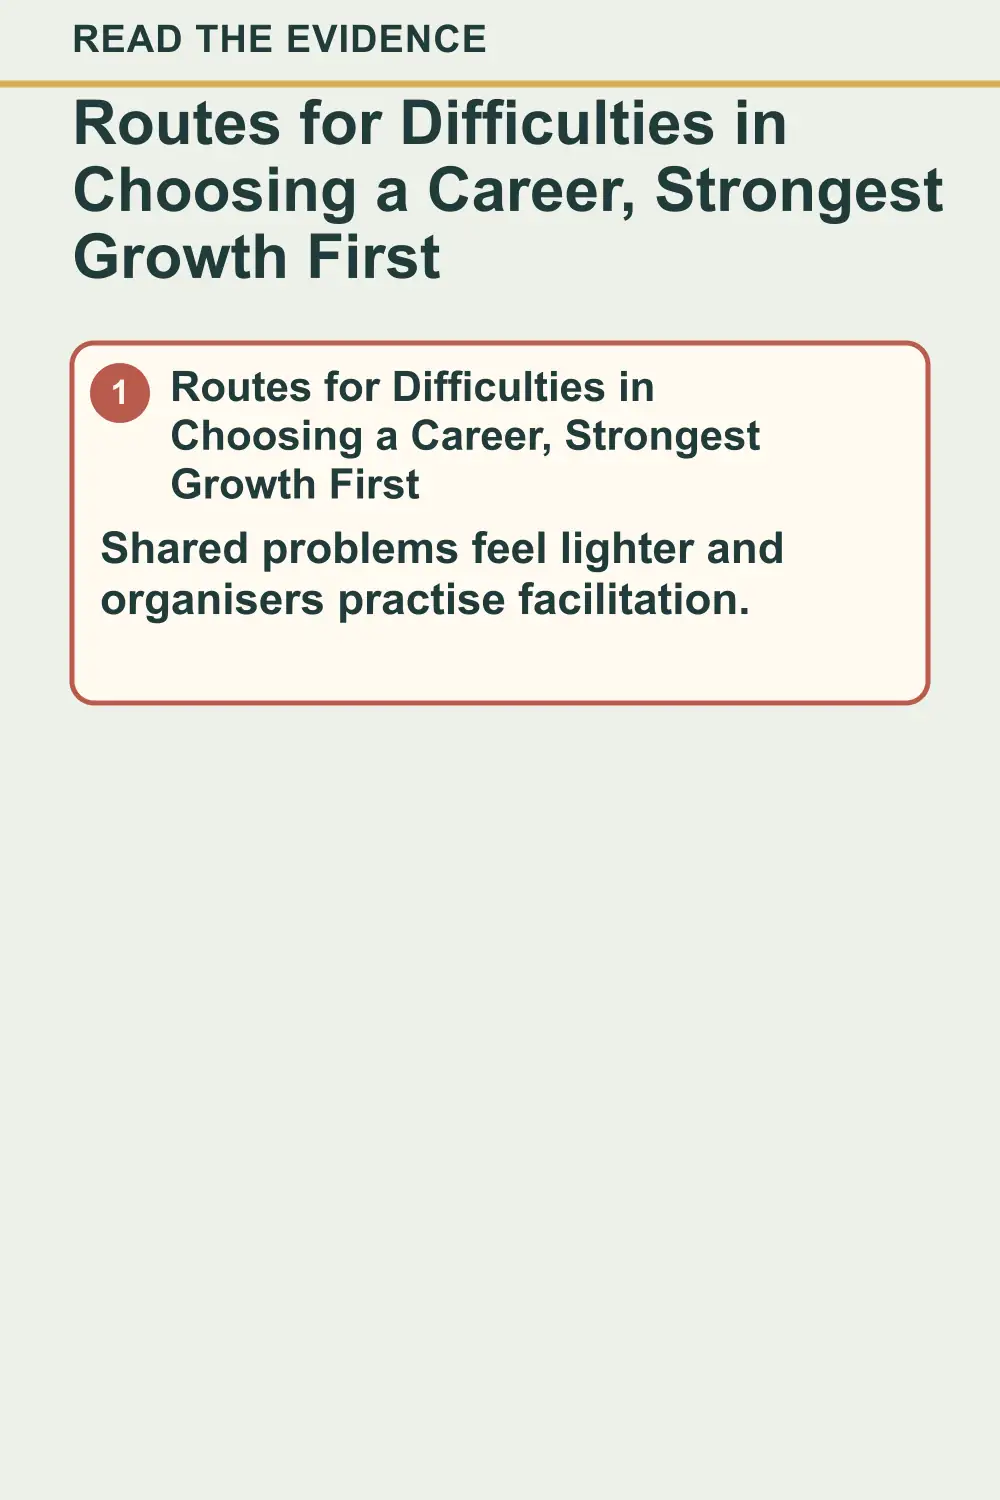 READ THE EVIDENCE
Routes for Difficulties in
Choosing a Career, Strongest
Growth First
1
Routes for Difficulties in
Choosing a Career, Strongest
Growth First
Shared problems feel lighter and
organisers practise facilitation.